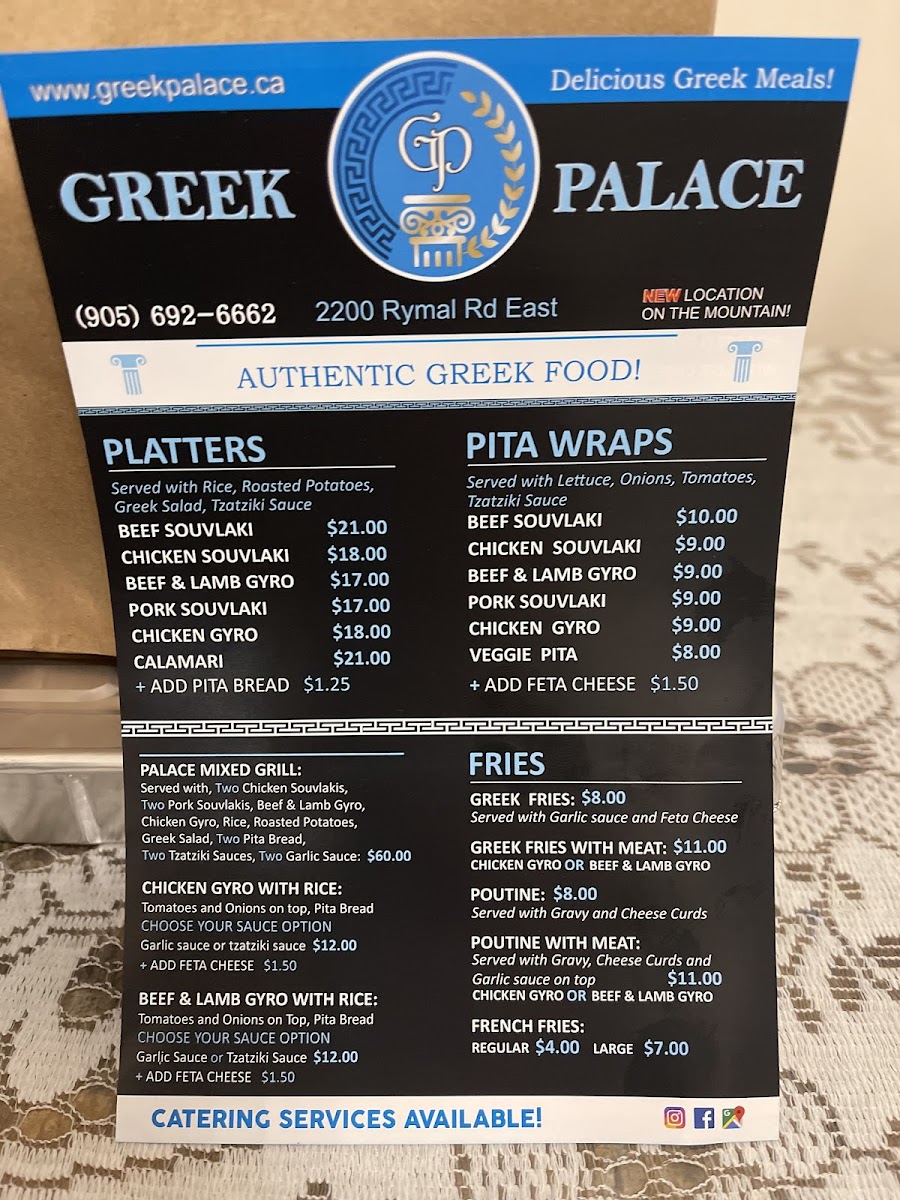 www.greekpalace.ca
Delicious Greek Meals!
GP
GREEK PALACE
(905) 692-6662
2200 Rymal Rd East
NEW LOCATION
ON THE MOUNTAIN!
AUTHENTIC GREEK FOOD!
PLATTERS
Served with Rice, Roasted Potatoes,
Greek Salad, Tzatziki Sauce
BEEF SOUVLAKI $21.00
CHICKEN SOUVLAKI $18.00
BEEF & LAMB GYRO $17.00
PORK SOUVLAKI $17.00
CHICKEN GYRO $18.00
CALAMARI $21.00
+ ADD PITA BREAD $1.25
PITA WRAPS
Served with Lettuce, Onions, Tomatoes,
Tzatziki Sauce
BEEF SOUVLAKI $10.00
CHICKEN SOUVLAKI $9.00
BEEF & LAMB GYRO $9.00
PORK SOUVLAKI $9.00
CHICKEN GYRO $9.00
VEGGIE PITA $8.00
+ ADD FETA CHEESE $1.50
PALACE MIXED GRILL:
Served with, Two Chicken Souvlakis,
Two Pork Souvlakis, Beef & Lamb Gyro,
Chicken Gyro, Rice, Roasted Potatoes,
Greek Salad, Two Pita Bread,
Two Tzatziki Sauces, Two Garlic Sauce: $60.00
CHICKEN GYRO WITH RICE:
Tomatoes and Onions on top, Pita Bread
CHOOSE YOUR SAUCE OPTION
Garlic sauce or tzatziki sauce $12.00
+ ADD FETA CHEESE $1.50
BEEF & LAMB GYRO WITH RICE:
Tomatoes and Onions on Top, Pita Bread
CHOOSE YOUR SAUCE OPTION
Garlic Sauce or Tzatziki Sauce $12.00
+ ADD FETA CHEESE $1.50
FRIES
GREEK FRIES: $8.00
Served with Garlic sauce and Feta Cheese
GREEK FRIES WITH MEAT: $11.00
CHICKEN GYRO OR BEEF & LAMB GYRO
POUTINE: $8.00
Served with Gravy and Cheese Curds
POUTINE WITH MEAT:
Served with Gravy, Cheese Curds and
Garlic sauce on top $11.00
CHICKEN GYRO OR BEEF & LAMB GYRO
FRENCH FRIES:
REGULAR $4.00 LARGE $7.00
CATERING SERVICES AVAILABLE!